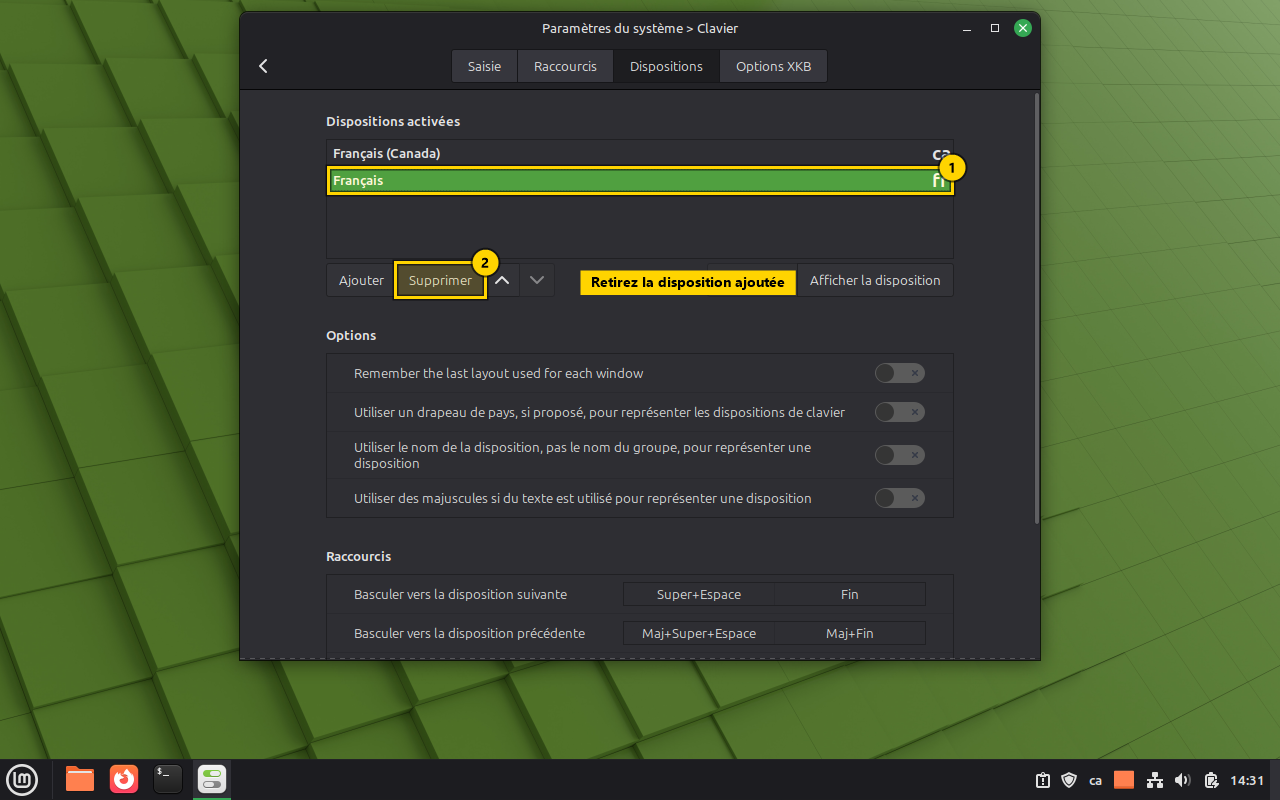 Paramètres du système > Clavier
Saisie
Raccourcis
Dispositions
Options XKB
Dispositions activées
Français (Canada)
ca
1
Français
fr
2
Ajouter
Supprimer
Retirez la disposition ajoutée
Afficher la disposition
Options
Remember the last layout used for each window
Utiliser un drapeau de pays, si proposé, pour représenter les dispositions de clavier
Utiliser le nom de la disposition, pas le nom du groupe, pour représenter une
disposition
Utiliser des majuscules si du texte est utilisé pour représenter une disposition
Raccourcis
Basculer vers la disposition suivante
Super+Espace
Fin
Basculer vers la disposition précédente
Maj+Super+Espace
Maj+Fin
ca
14:31